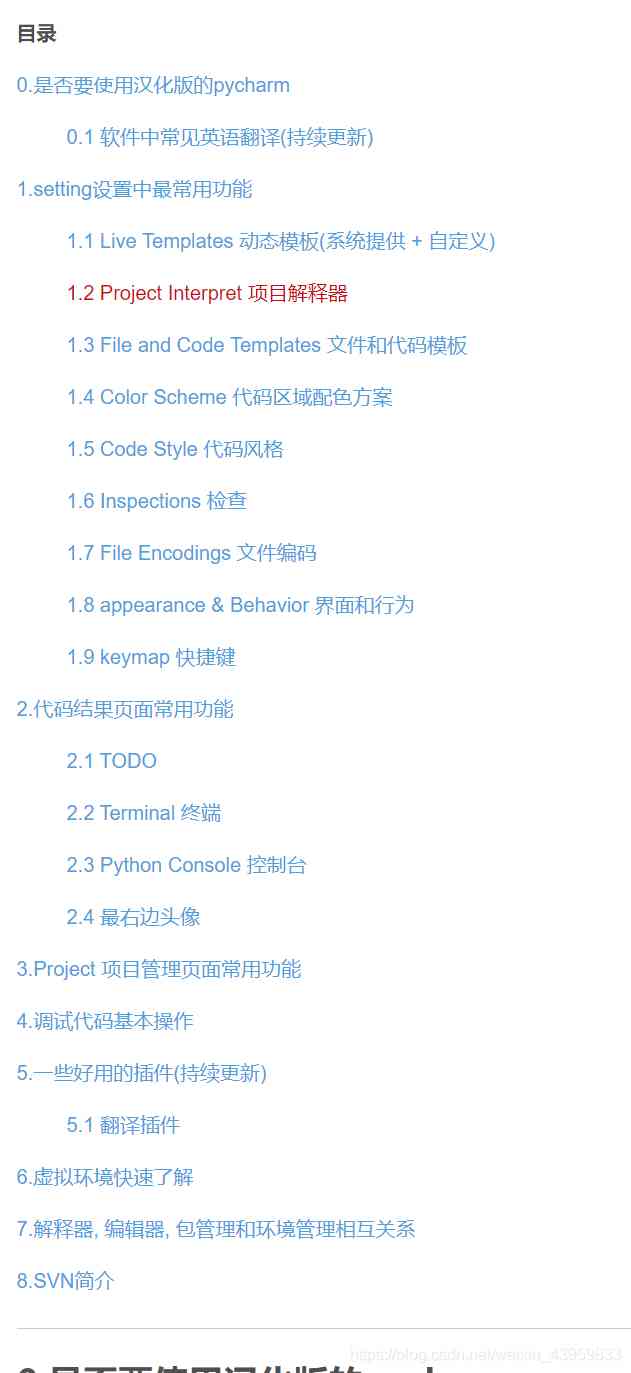 目录
0.是否要使用汉化版的pycharm
0.1 软件中常见英语翻译(持续更新)
1.setting设置中最常用功能
1.1 Live Templates 动态模板(系统提供 + 自定义)
1.2 Project Interpret 项目解释器
1.3 File and Code Templates 文件和代码模板
1.4 Color Scheme 代码区域配色方案
1.5 Code Style 代码风格
1.6 Inspections 检查
1.7 File Encodings 文件编码
1.8 appearance & Behavior 界面和行为
1.9 keymap 快捷键
2.代码结果页面常用功能
2.1 TODO
2.2 Terminal 终端
2.3 Python Console 控制台
2.4 最右边头像
3.Project 项目管理页面常用功能
4.调试代码基本操作
5.一些好用的插件(持续更新)
5.1 翻译插件
6.虚拟环境快速了解
7.解释器, 编辑器, 包管理和环境管理相互关系
8.SVN简介
https://blog.csdn.net/weixin_43959833